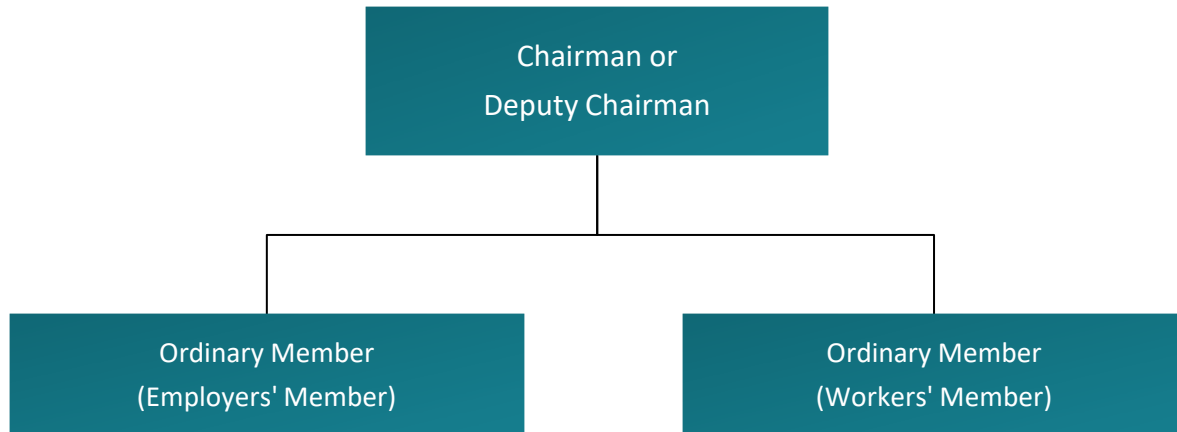 Chairman or
Deputy Chairman
Ordinary Member
(Employers' Member)
Ordinary Member
(Workers' Member)